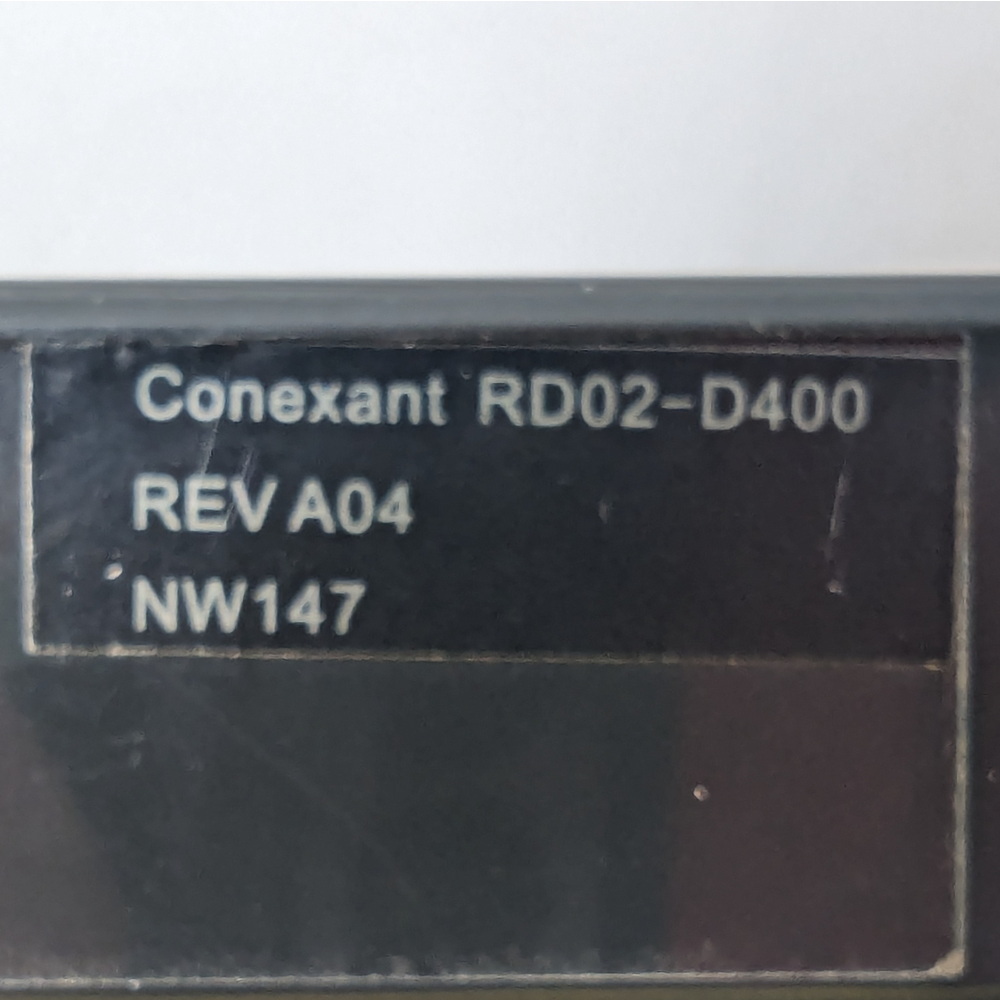 Conexant RD02-D400
REV A04
NW147